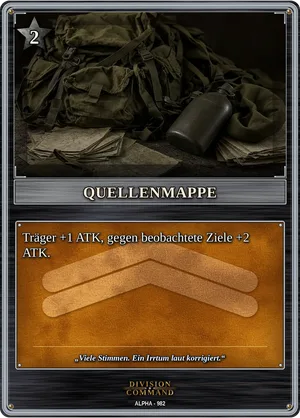 2
QUELLENMAPPE
Träger +1 ATK, gegen beobachtete Ziele +2
ATK.
„Viele Stimmen. Ein Irrtum laut korrigiert.“
DIVISION
COMMAND
ALPHA - 982